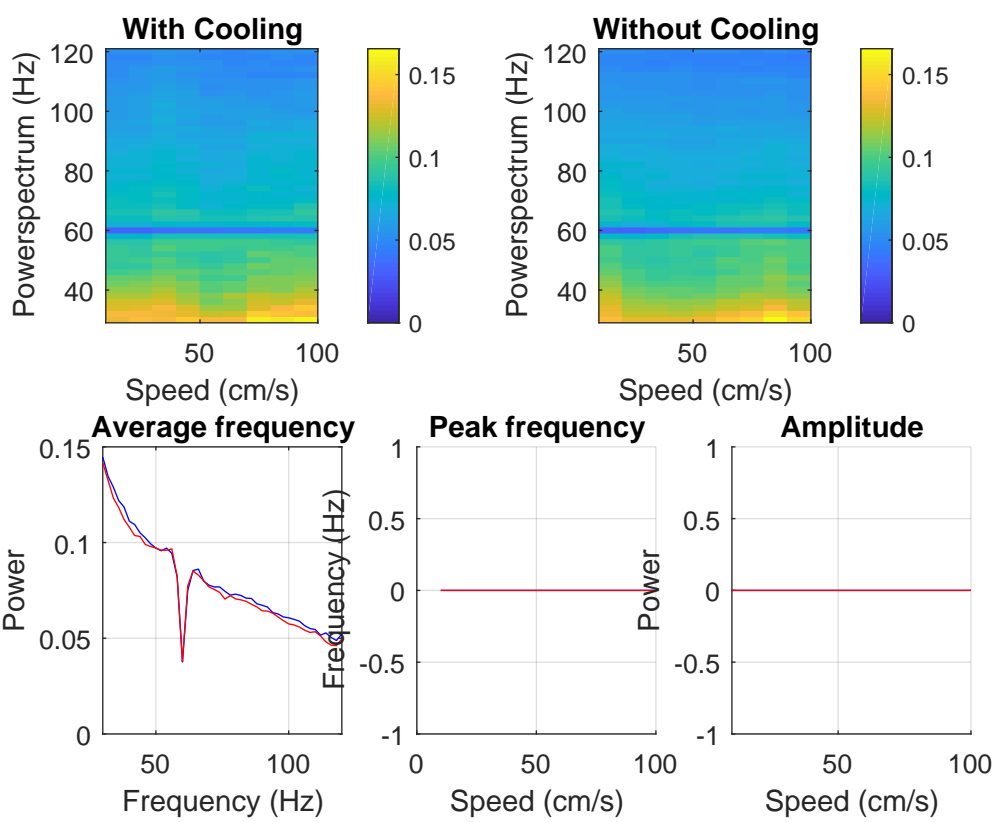 With Cooling
Powerspectrum (Hz)
120
100
80
60
40
50
100
Speed (cm/s)
0.15
0.1
0.05
0
Without Cooling
Powerspectrum (Hz)
120
100
80
60
40
50
100
Speed (cm/s)
0.15
0.1
0.05
0
Average frequency
Power
0.15
0.1
0.05
0
50
100
Frequency (Hz)
Peak frequency
Frequency (Hz)
1
0.5
0
-0.5
-1
0
50
100
Speed (cm/s)
Amplitude
Power
1
0.5
0
-0.5
-1
50
100
Speed (cm/s)